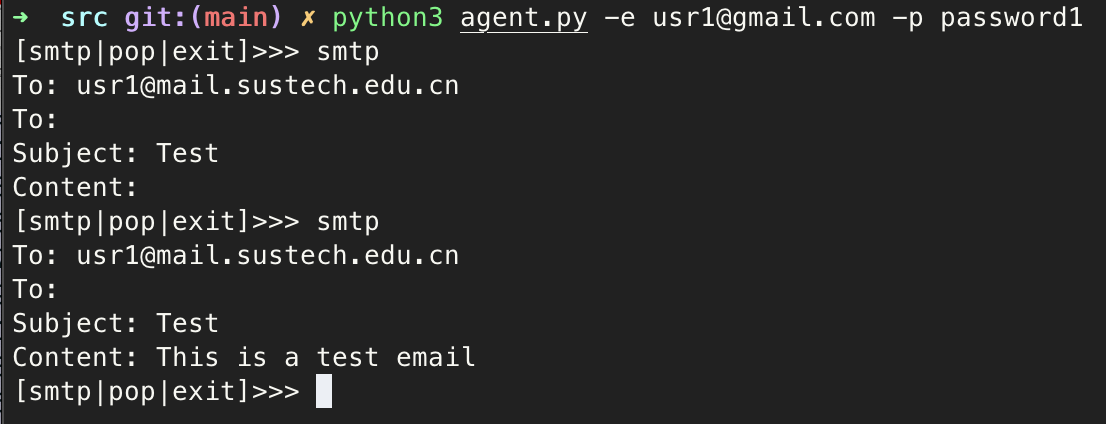 ➜  src git:(main) ✗ python3 agent.py -e usr1@gmail.com -p password1
[smtp|pop|exit]>>> smtp
To: usr1@mail.sustech.edu.cn
To:
Subject: Test
Content:
[smtp|pop|exit]>>> smtp
To: usr1@mail.sustech.edu.cn
To:
Subject: Test
Content: This is a test email
[smtp|pop|exit]>>>